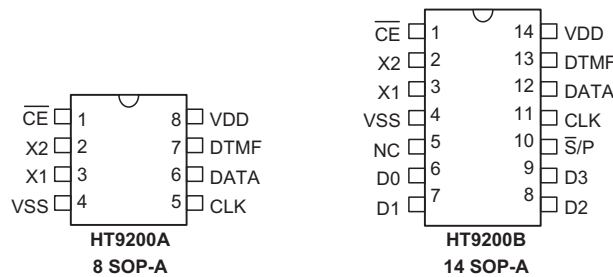 C̅E̅ 1 8 VDD
X2 2 7 DTMF
X1 3 6 DATA
VSS 4 5 CLK
HT9200A
8 SOP-A
C̅E̅ 1 14 VDD
X2 2 13 DTMF
X1 3 12 DATA
VSS 4 11 CLK
NC 5 10 S̅/P
D0 6 9 D3
D1 7 8 D2
HT9200B
14 SOP-A